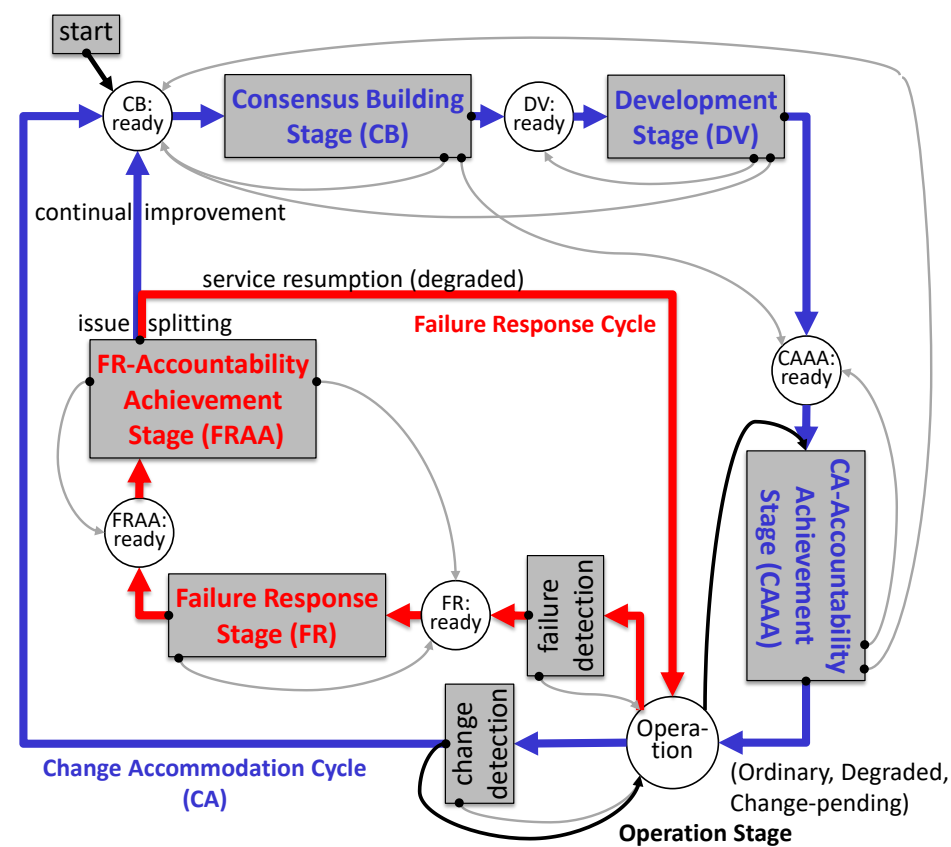 start
CB:
ready
Consensus Building
Stage (CB)
DV:
ready
Development
Stage (DV)
continual improvement
service resumption (degraded)
issue splitting
Failure Response Cycle
FR-Accountability
Achievement
Stage (FRAA)
CAAA:
ready
CA-Accountability
Achievement
Stage (CAAA)
FRAA:
ready
Failure Response
Stage (FR)
FR:
ready
failure
detection
change
detection
Opera-
tion
Change Accommodation Cycle
(CA)
(Ordinary, Degraded,
Change-pending)
Operation Stage